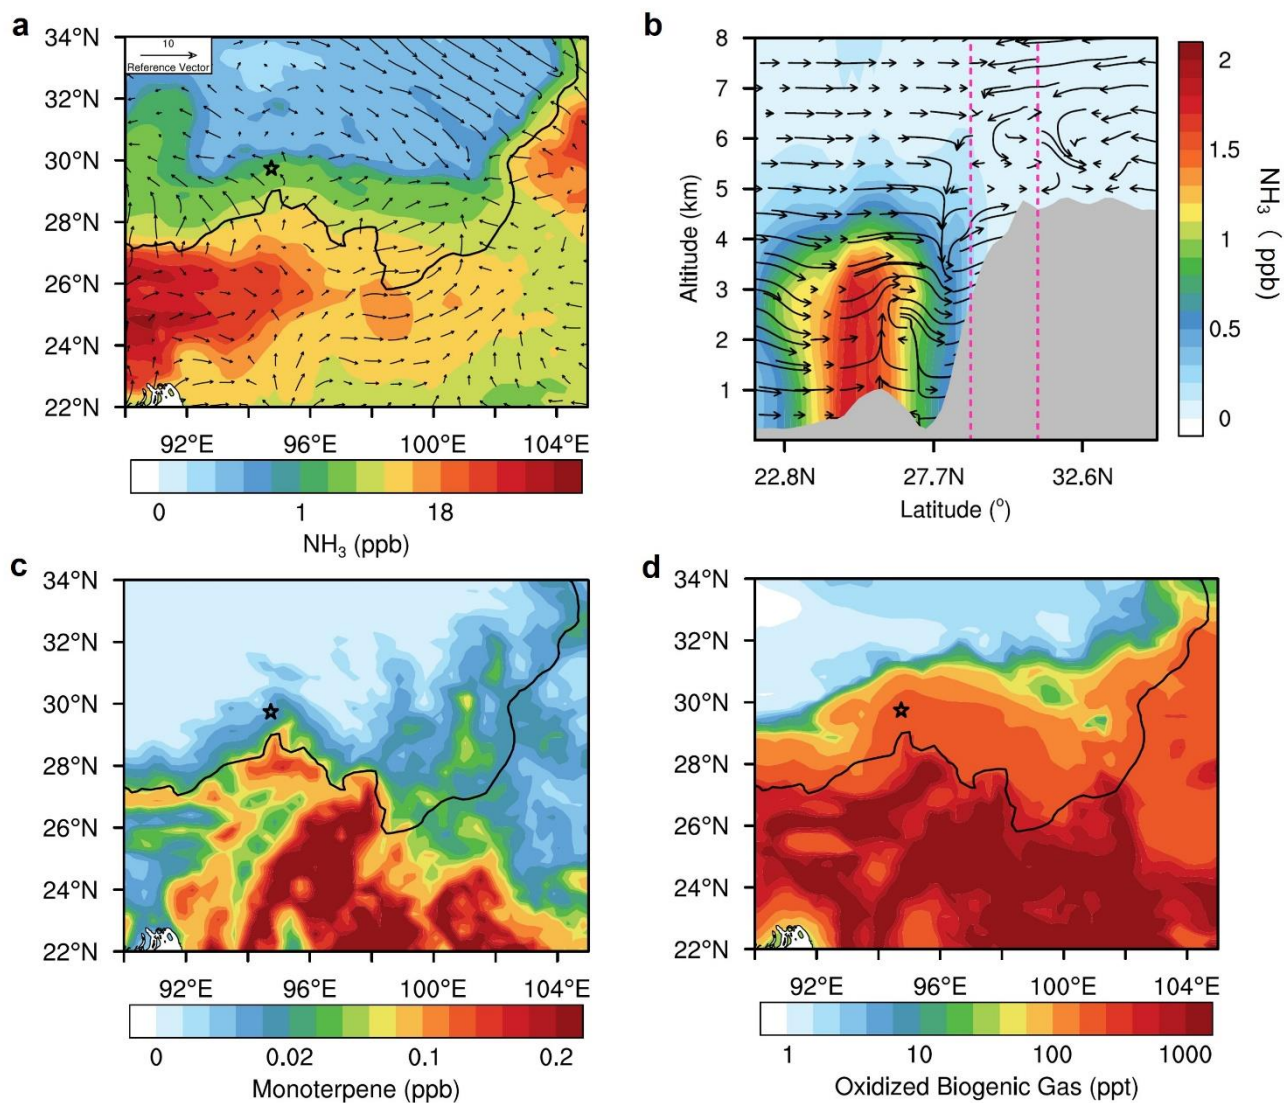 a
34°N
32°N
30°N
28°N
26°N
24°N
22°N
10
Reference Vector
92°E 96°E 100°E 104°E
0 1 18
NH₃ (ppb)
b
8
7
6
5
4
3
2
1
Altitude (km)
22.8N 27.7N 32.6N
Latitude (°)
2
1.5
1
0.5
0
NH₃ ( ppb)
c
34°N
32°N
30°N
28°N
26°N
24°N
22°N
92°E 96°E 100°E 104°E
0 0.02 0.1 0.2
Monoterpene (ppb)
d
34°N
32°N
30°N
28°N
26°N
24°N
22°N
92°E 96°E 100°E 104°E
1 10 100 1000
Oxidized Biogenic Gas (ppt)